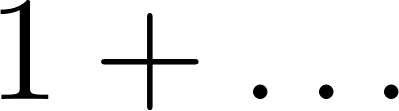 1 + . . .